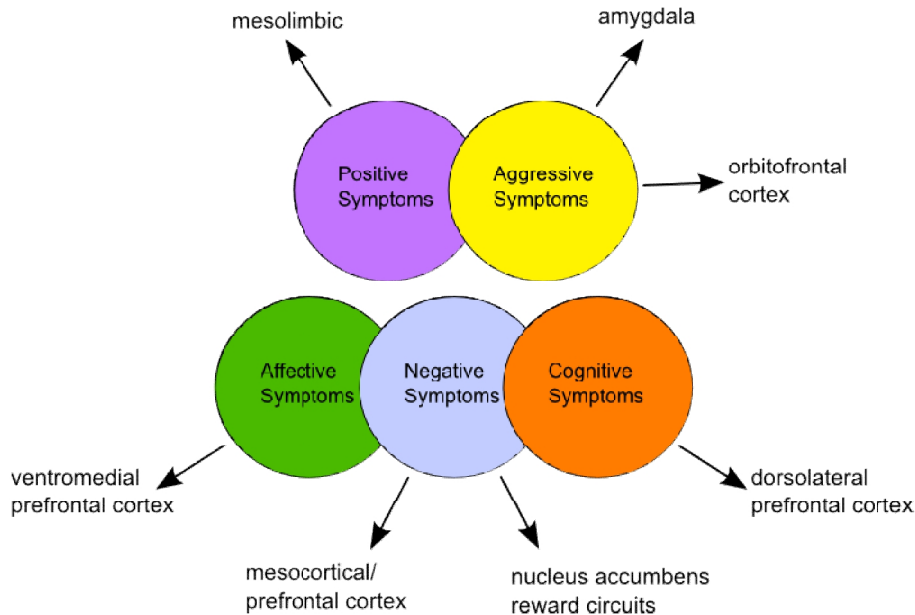 mesolimbic
amygdala
Positive
Symptoms
Aggressive
Symptoms
orbitofrontal
cortex
Affective
Symptoms
Negative
Symptoms
Cognitive
Symptoms
ventromedial
prefrontal cortex
dorsolateral
prefrontal cortex
mesocortical/
prefrontal cortex
nucleus accumbens
reward circuits